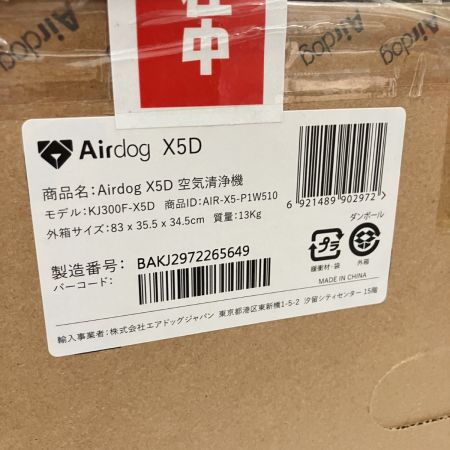 Airdog
Airdog
中
Airdog X5D
商品名:Airdog X5D 空気清浄機
モデル:KJ300F-X5D 商品ID:AIR-X5-P1W510
外箱サイズ:83 x 35.5 x 34.5cm 質量:13Kg
6 921489 902972
ダンボール
プラ
緩衝材・袋
外箱
製造番号: BAKJ2972265649
バーコード:
MADE IN CHINA
輸入事業者:株式会社エアドッグジャパン 東京都港区東新橋1-5-2 汐留シティセンター 15階